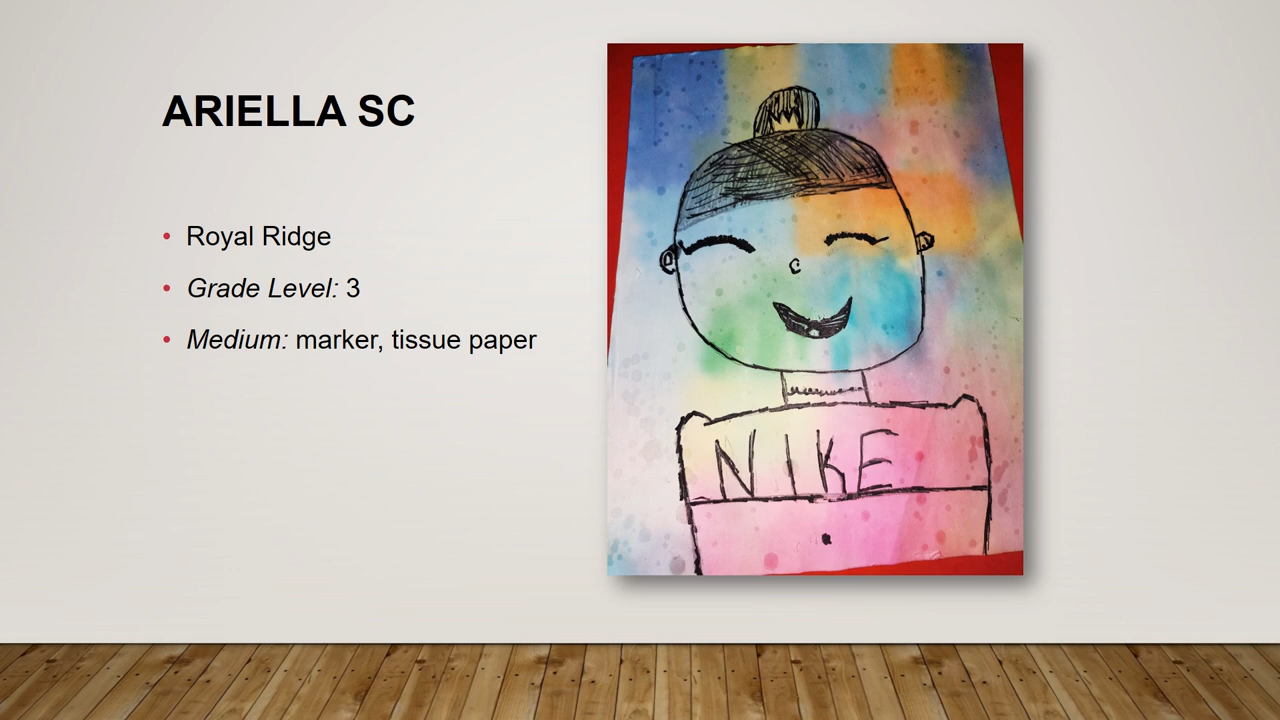 ARIELLA SC
Royal Ridge
Grade Level: 3
Medium: marker, tissue paper
NIKE